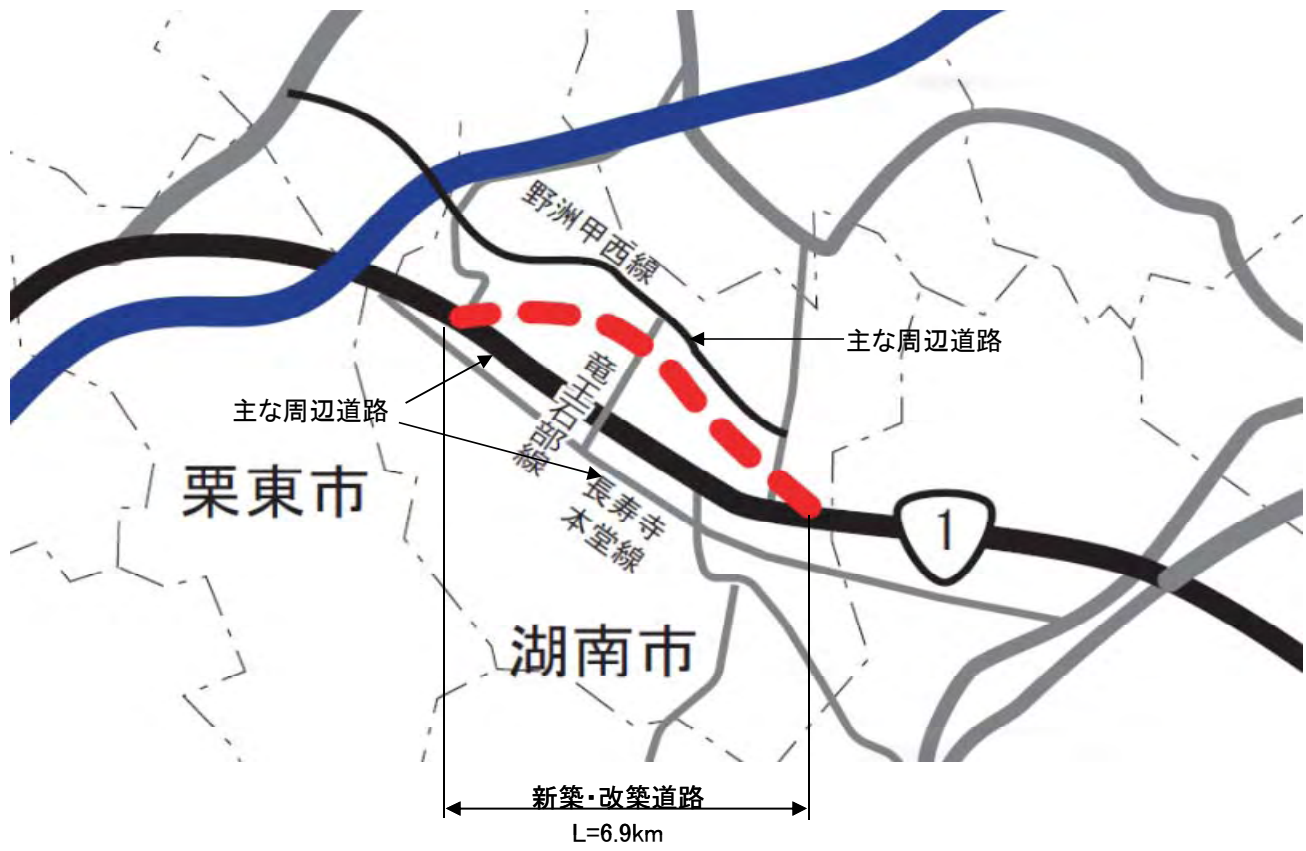 野洲甲西線
主な周辺道路
竜王石部線
主な周辺道路
栗東市
長寿寺
本堂線
1
湖南市
新築・改築道路
L=6.9km